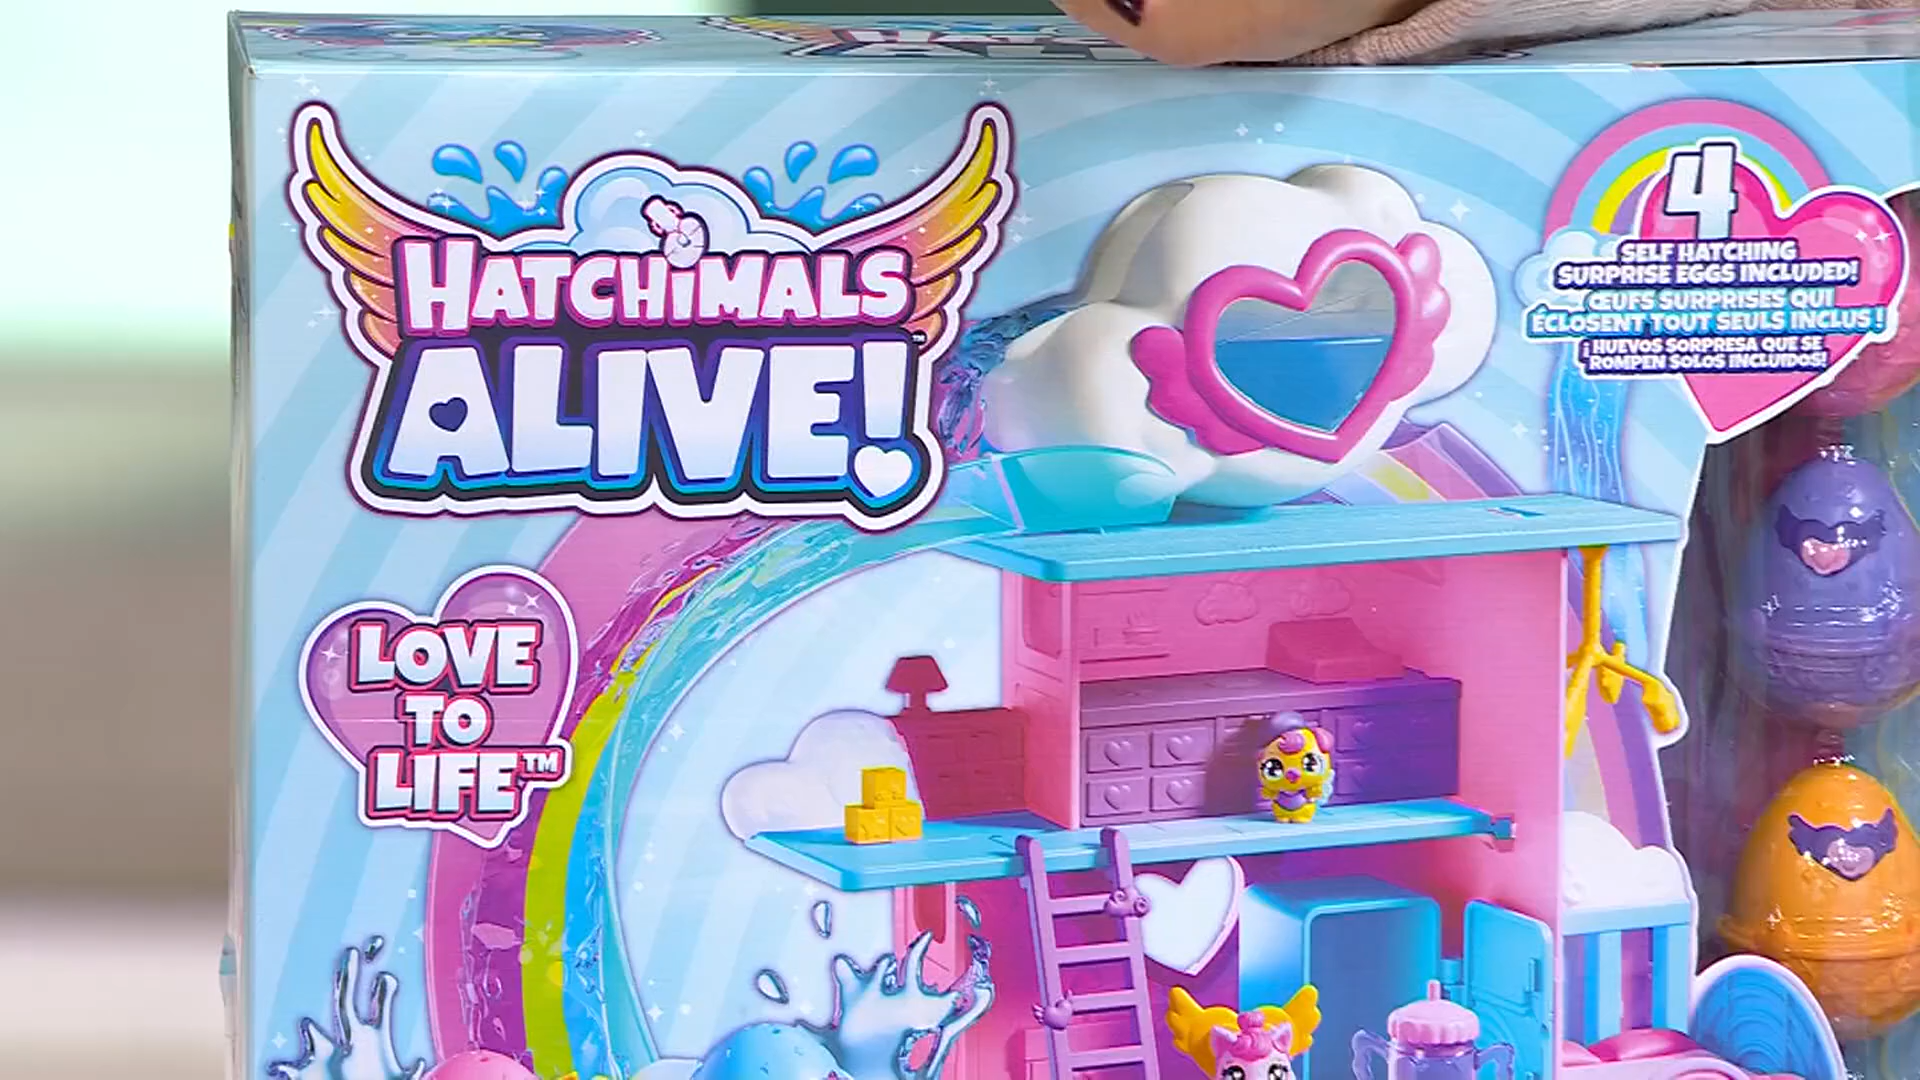 HATCHiMALS
ALIVE!™
4
SELF HATCHING
SURPRISE EGGS INCLUDED!
ŒUFS SURPRISES QUI
ÉCLOSENT TOUT SEULS INCLUS !
¡HUEVOS SORPRESA QUE SE
ROMPEN SOLOS INCLUIDOS!
LOVE
TO
LIFE™